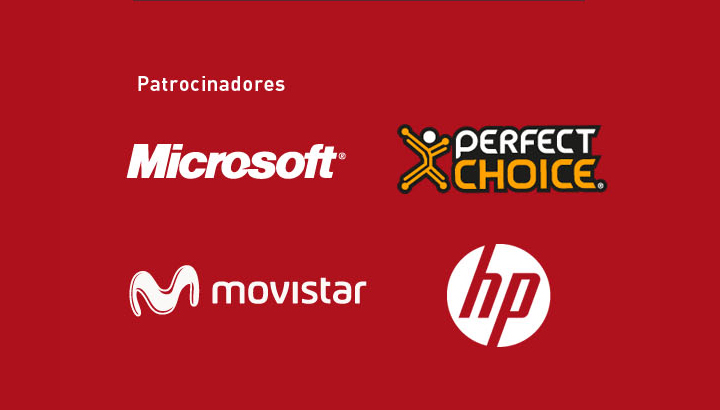 Patrocinadores
Microsoft®
PERFECT
CHOICE®
movistar
hp